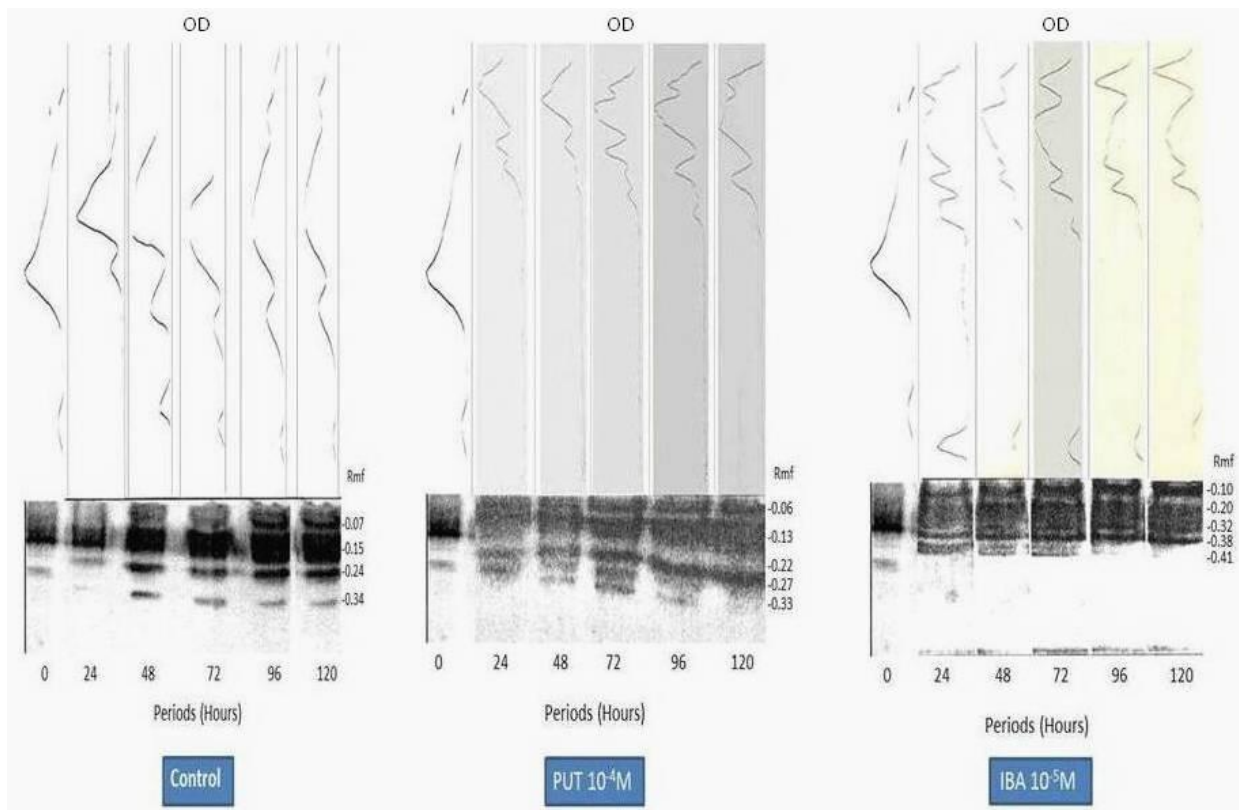 OD
OD
OD
Rmf
-0.07
-0.15
-0.24
-0.34
0 24 48 72 96 120
Periods (Hours)
Control
Rmf
-0.06
-0.13
-0.22
-0.27
-0.33
0 24 48 72 96 120
Periods (Hours)
PUT 10⁻⁴M
Rmf
-0.10
-0.20
-0.32
-0.38
-0.41
0 24 48 72 96 120
Periods (Hours)
IBA 10⁻⁵M